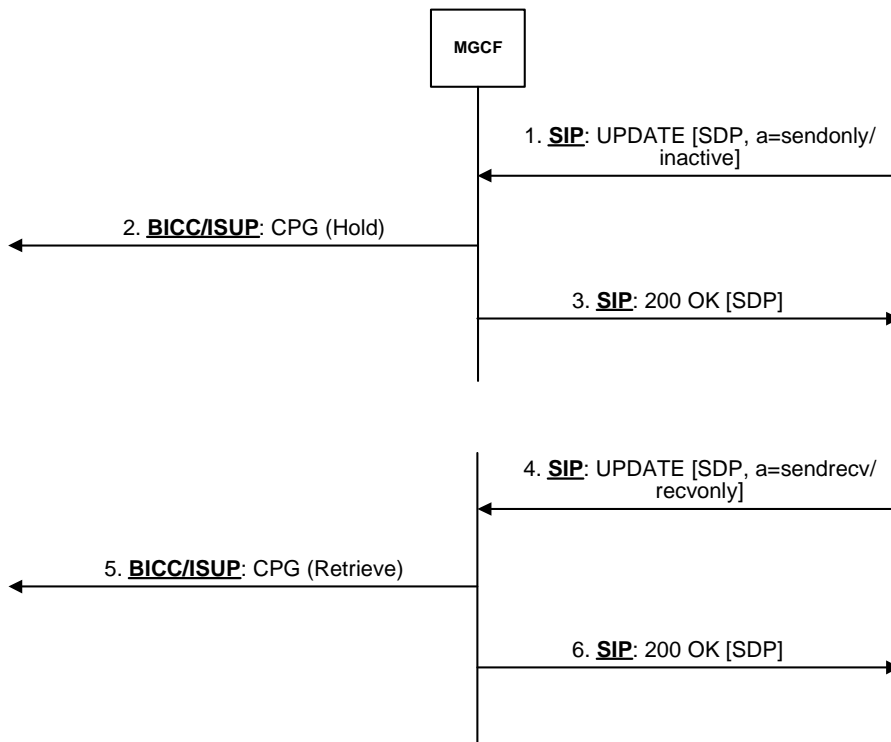 MGCF
1. SIP: UPDATE [SDP, a=sendonly/
inactive]
2. BICC/ISUP: CPG (Hold)
3. SIP: 200 OK [SDP]
4. SIP: UPDATE [SDP, a=sendrecv/
recvonly]
5. BICC/ISUP: CPG (Retrieve)
6. SIP: 200 OK [SDP]